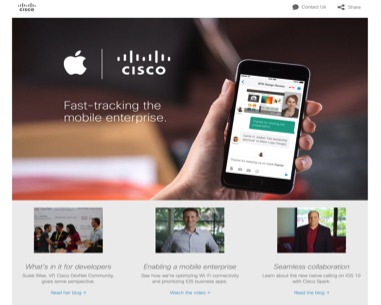 CISCO
Contact Us
Share
CISCO
Fast-tracking the
mobile enterprise.
What's in it for developers
Susie Wee, VP, Cisco DevNet Community,
gives some perspective.
Read her blog >
Enabling a mobile enterprise
See how we're optimizing Wi-Fi connectivity
and prioritizing iOS business apps.
Watch the video >
Seamless collaboration
Learn about the new native calling on iOS 10
with Cisco Spark.
Read the blog >